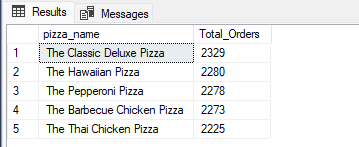 Results Messages
pizza_name Total_Orders
1 The Classic Deluxe Pizza 2329
2 The Hawaiian Pizza 2280
3 The Pepperoni Pizza 2278
4 The Barbecue Chicken Pizza 2273
5 The Thai Chicken Pizza 2225